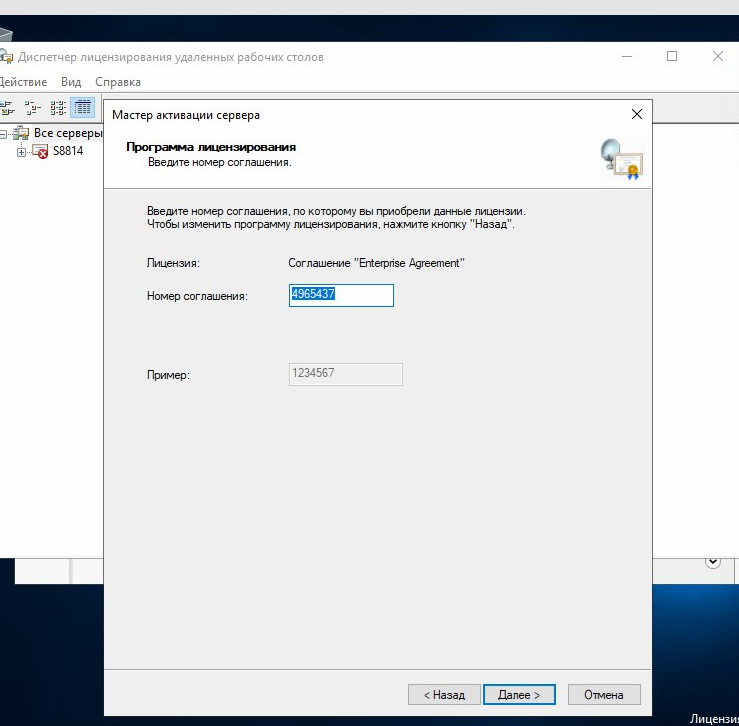 Диспетчер лицензирования удаленных рабочих столов
Действие Вид Справка
Мастер активации сервера
Все серверы
S8814
Программа лицензирования
Введите номер соглашения.
Введите номер соглашения, по которому вы приобрели данные лицензии.
Чтобы изменить программу лицензирования, нажмите кнопку "Назад".
Лицензия: Соглашение "Enterprise Agreement"
Номер соглашения: 4965437
Пример: 1234567
< Назад Далее > Отмена